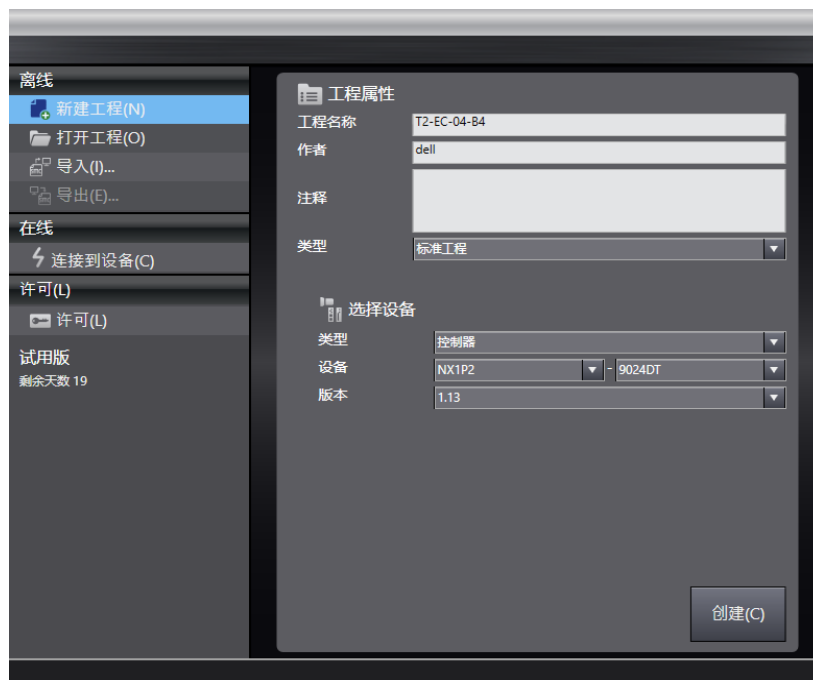 离线
新建工程(N)
打开工程(O)
导入(I)...
导出(E)...
在线
连接到设备(C)
许可(L)
许可(L)
试用版
剩余天数 19
工程属性
工程名称 T2-EC-04-B4
作者 dell
注释
类型 标准工程
选择设备
类型 控制器
设备 NX1P2 - 9024DT
版本 1.13
创建(C)